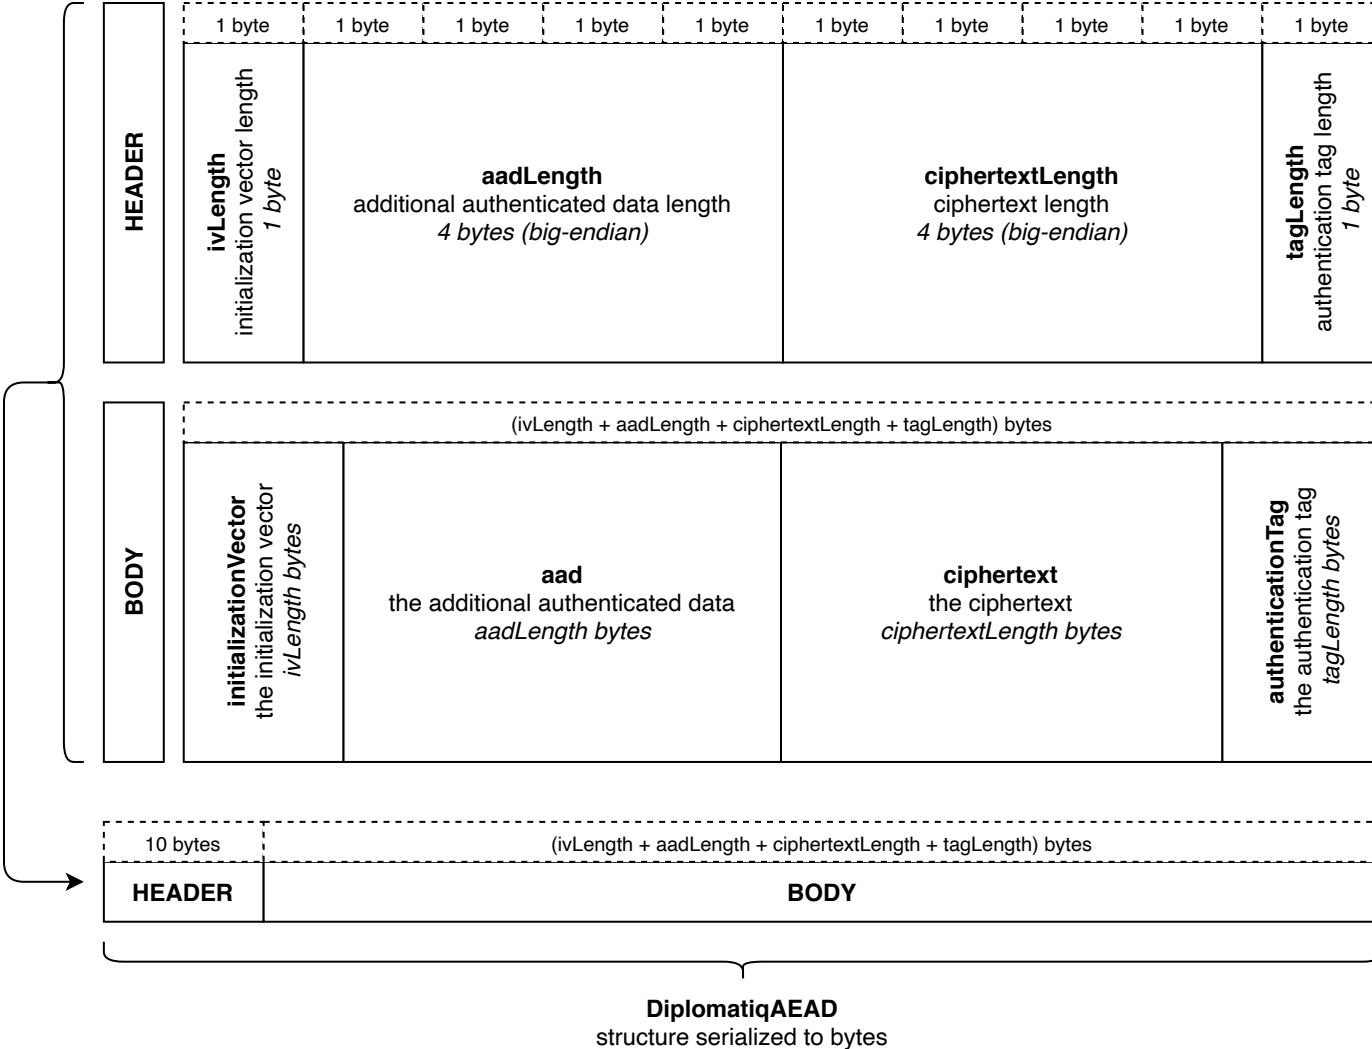 1 byte 1 byte 1 byte 1 byte 1 byte 1 byte 1 byte 1 byte 1 byte 1 byte
HEADER
ivLength
initialization vector length
1 byte
aadLength
additional authenticated data length
4 bytes (big-endian)
ciphertextLength
ciphertext length
4 bytes (big-endian)
tagLength
authentication tag length
1 byte
(ivLength + aadLength + ciphertextLength + tagLength) bytes
BODY
initializationVector
the initialization vector
ivLength bytes
aad
the additional authenticated data
aadLength bytes
ciphertext
the ciphertext
ciphertextLength bytes
authenticationTag
the authentication tag
tagLength bytes
10 bytes (ivLength + aadLength + ciphertextLength + tagLength) bytes
HEADER BODY
DiplomatiqAEAD
structure serialized to bytes